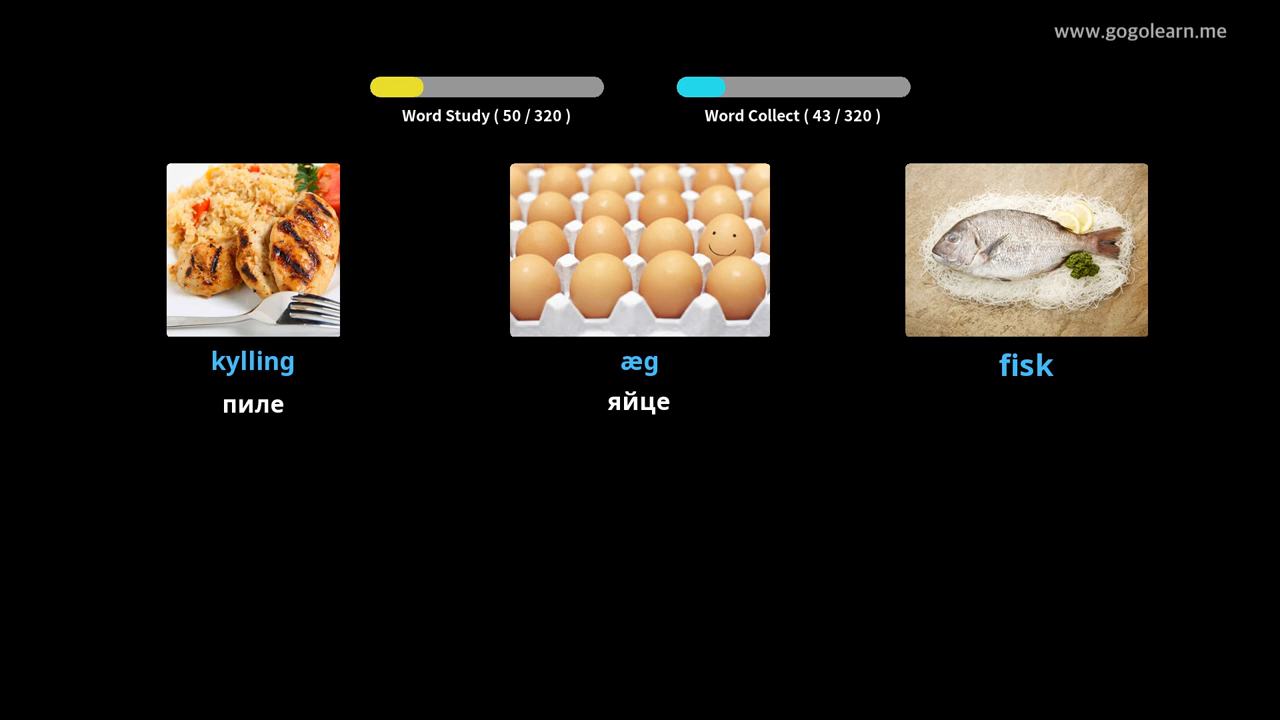 www.gogolearn.me
Word Study ( 50 / 320 )
Word Collect ( 43 / 320 )
kylling
æg
fisk
пиле
яйце